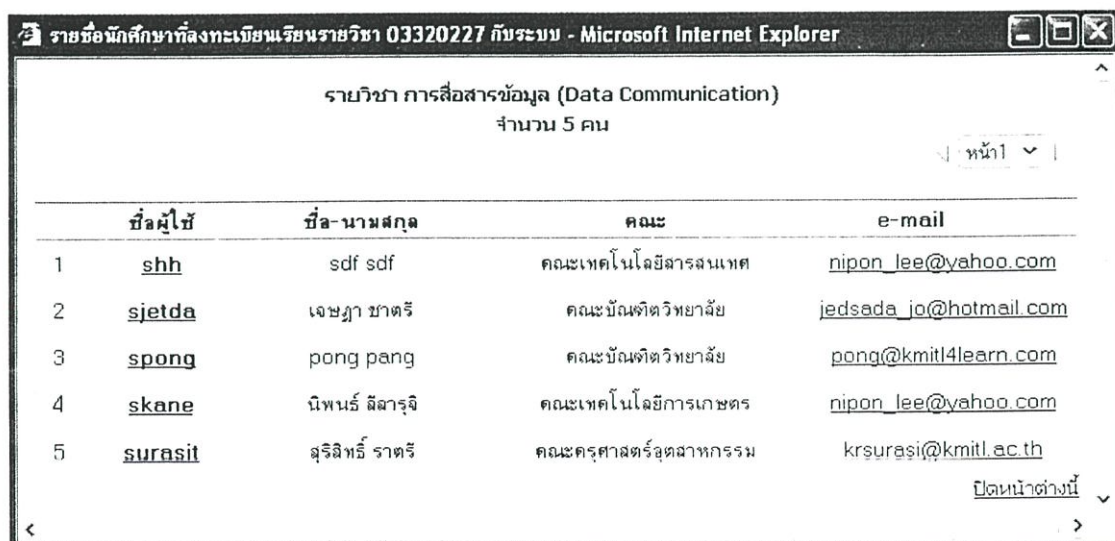 รายชื่อนักศึกษาที่ลงทะเบียนเรียนรายวิชา 03320227 กับระบบ - Microsoft Internet Explorer
รายวิชา การสื่อสารข้อมูล (Data Communication)
จำนวน 5 คน
หน้า1
ชื่อผู้ใช้ ชื่อ-นามสกุล คณะ e-mail
1 shh sdf sdf คณะเทคโนโลยีสารสนเทศ nipon_lee@yahoo.com
2 sjetda เจษฎา ชาตรี คณะบัณฑิตวิทยาลัย jedsada_jo@hotmail.com
3 spong pong pang คณะบัณฑิตวิทยาลัย pong@kmitl4learn.com
4 skane นิพนธ์ ลีลารุจิ คณะเทคโนโลยีการเกษตร nipon_lee@yahoo.com
5 surasit สุริสิทธิ์ ราตรี คณะครุศาสตร์อุตสาหกรรม krsurasi@kmitl.ac.th
ปิดหน้าต่างนี้